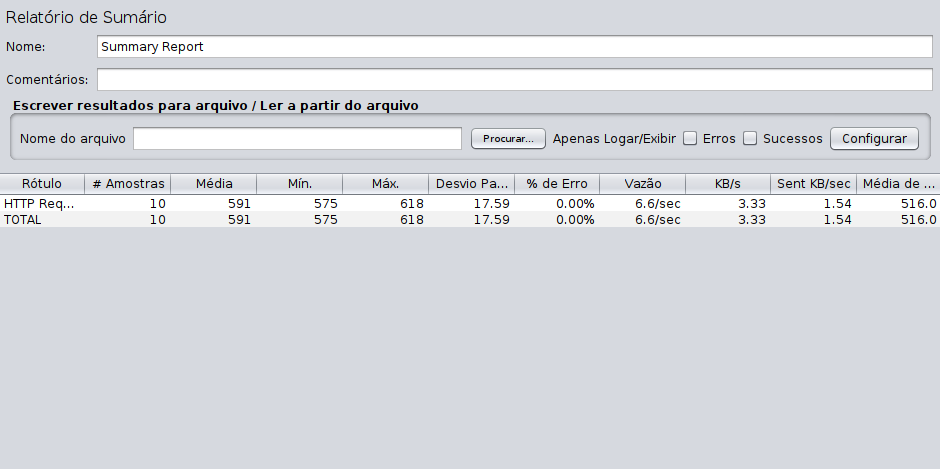 Relatório de Sumário
Nome: Summary Report
Comentários:
Escrever resultados para arquivo / Ler a partir do arquivo
Nome do arquivo Procurar... Apenas Logar/Exibir Erros Sucessos Configurar
Rótulo # Amostras Média Mín. Máx. Desvio Pa... % de Erro Vazão KB/s Sent KB/sec Média de ...
HTTP Req... 10 591 575 618 17.59 0.00% 6.6/sec 3.33 1.54 516.0
TOTAL 10 591 575 618 17.59 0.00% 6.6/sec 3.33 1.54 516.0